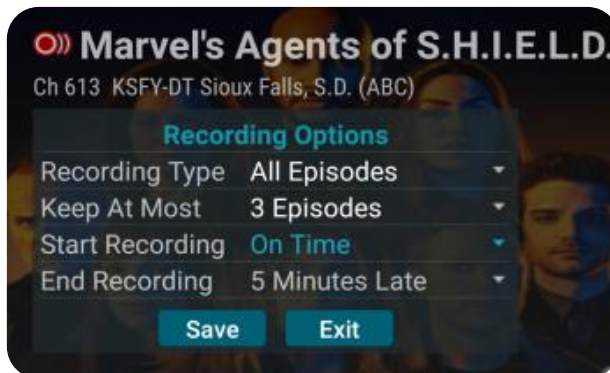 Marvel's Agents of S.H.I.E.L.D.
Ch 613 KSFY-DT Sioux Falls, S.D. (ABC)
Recording Options
Recording Type All Episodes
Keep At Most 3 Episodes
Start Recording On Time
End Recording 5 Minutes Late
Save Exit